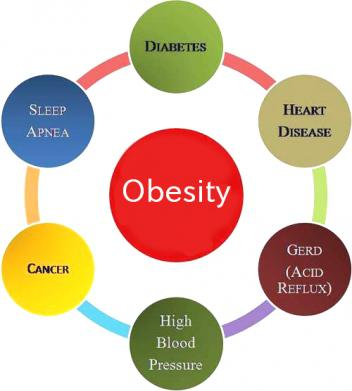 DIABETES
SLEEP
APNEA
HEART
DISEASE
Obesity
CANCER
GERD
(ACID
REFLUX)
High
Blood
Pressure